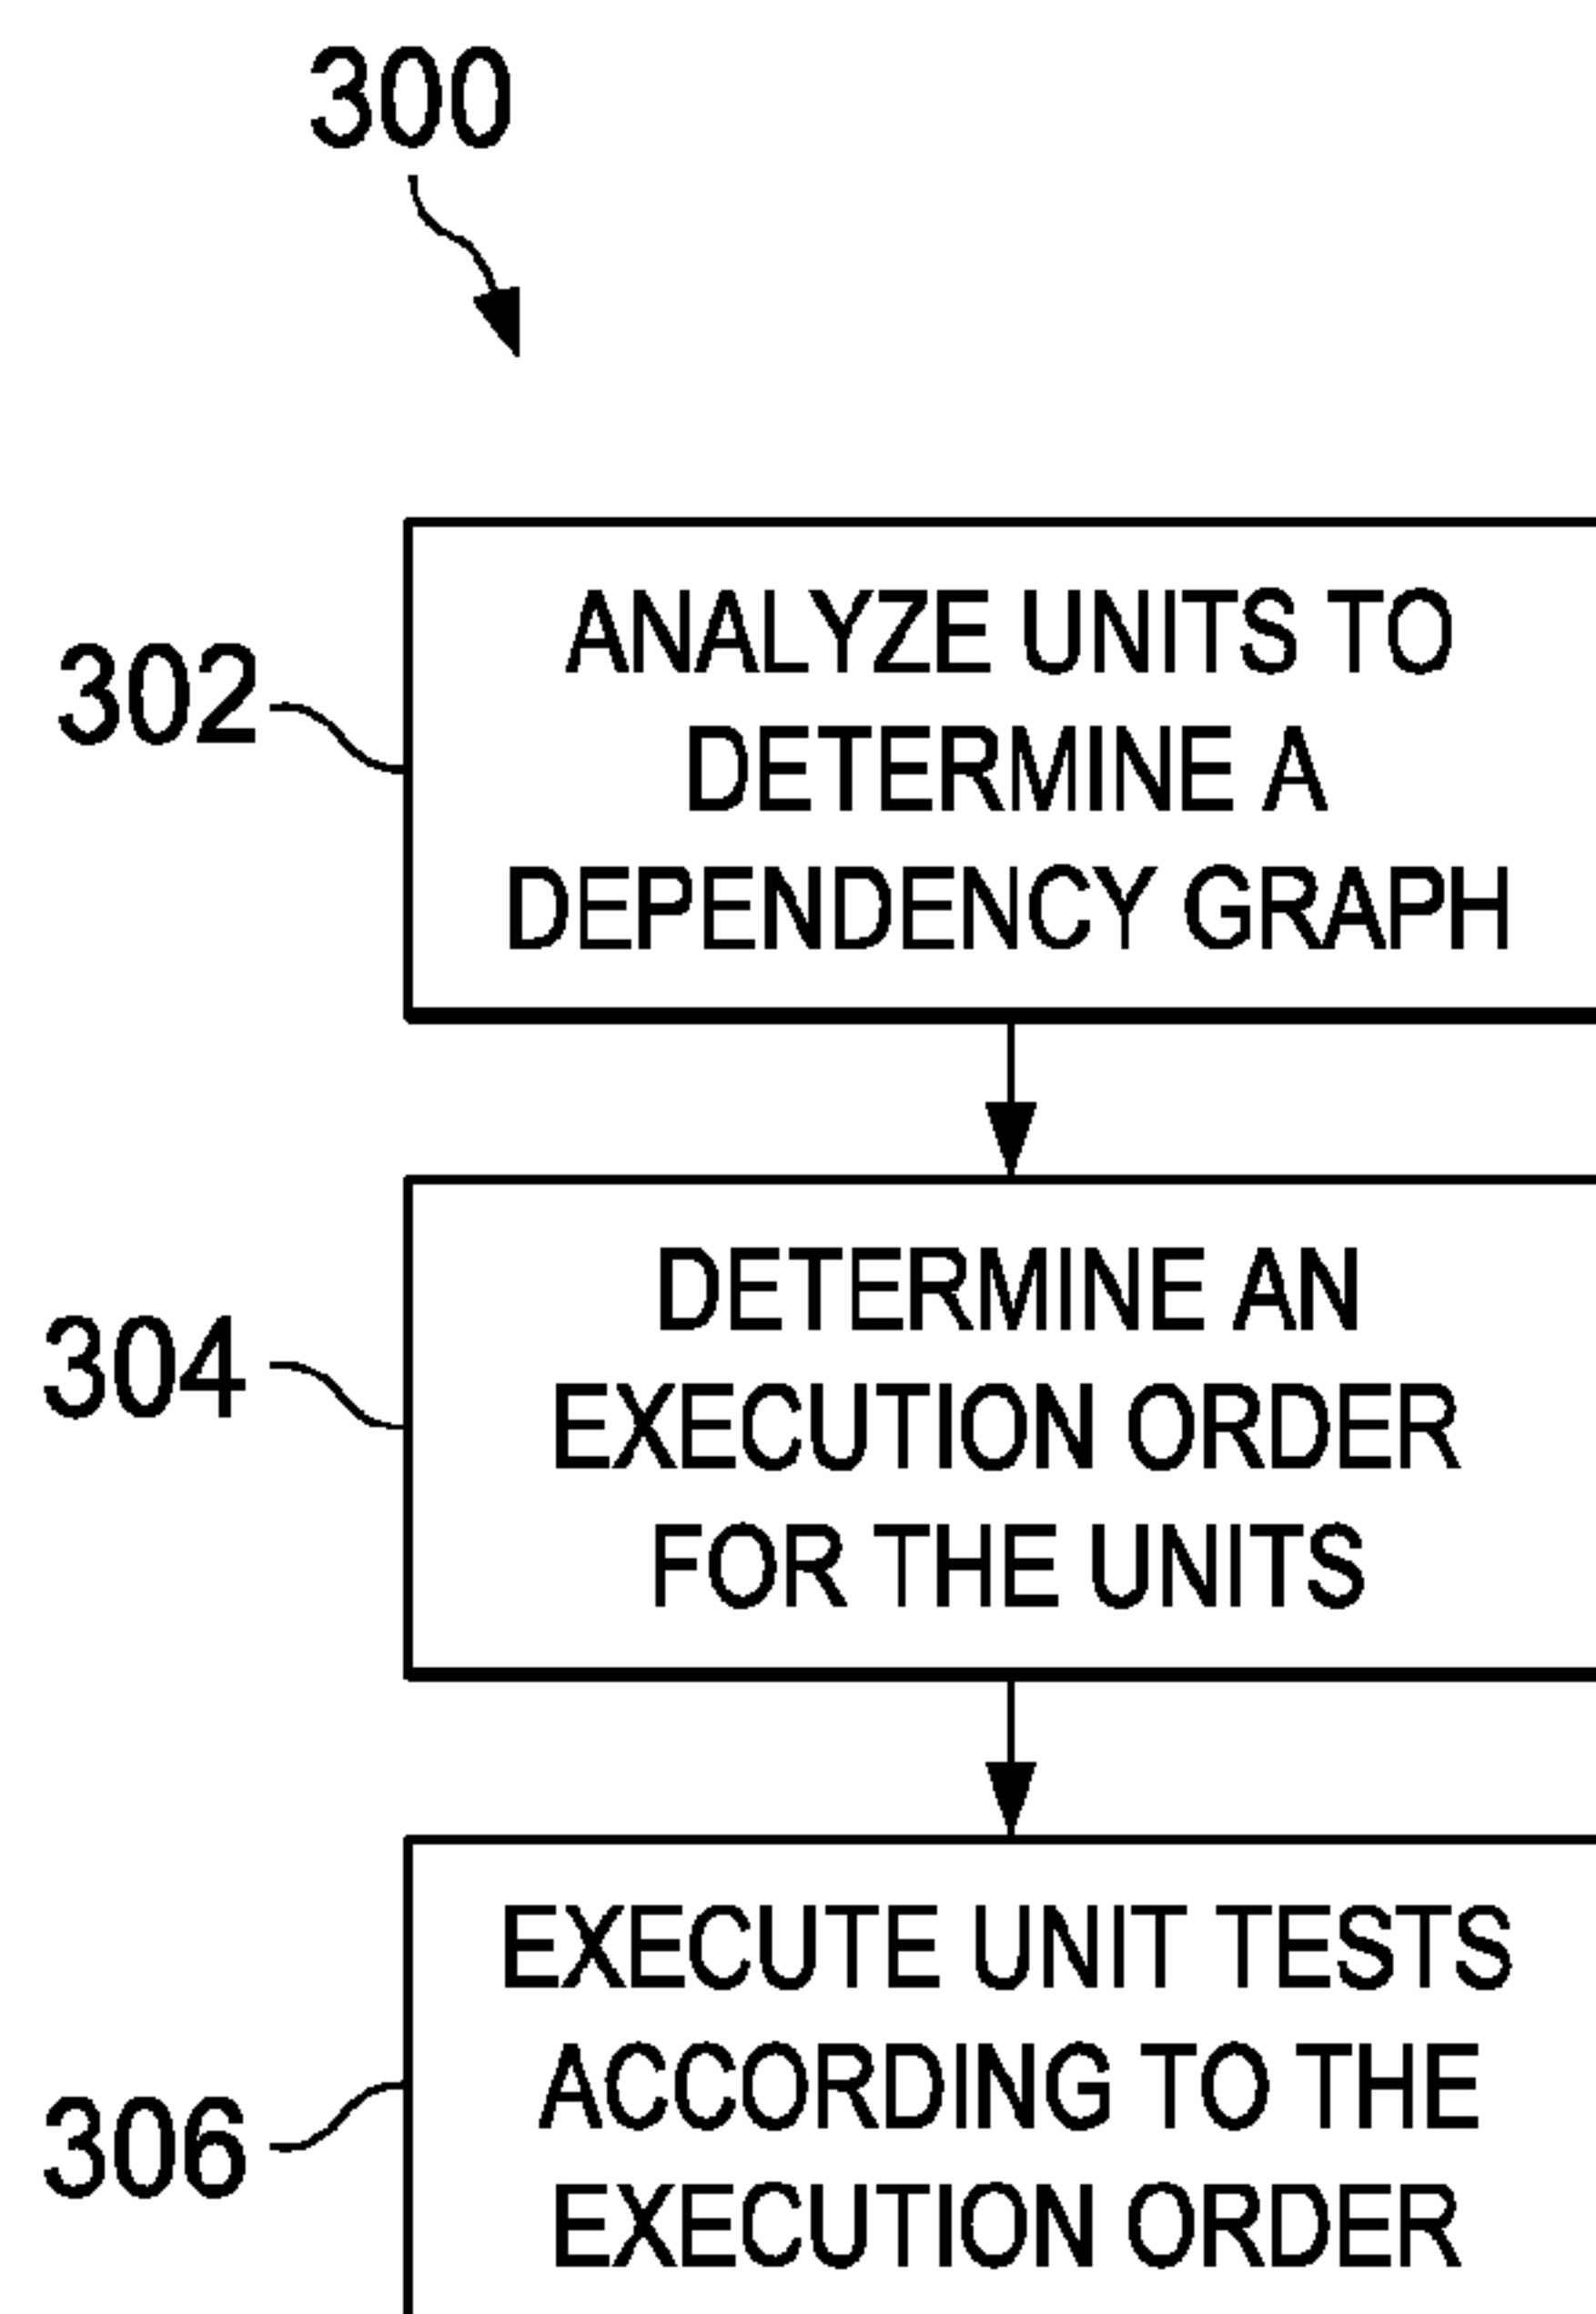 300
302
ANALYZE UNITS TO
DETERMINE A
DEPENDENCY GRAPH
304
DETERMINE AN
EXECUTION ORDER
FOR THE UNITS
306
EXECUTE UNIT TESTS
ACCORDING TO THE
EXECUTION ORDER